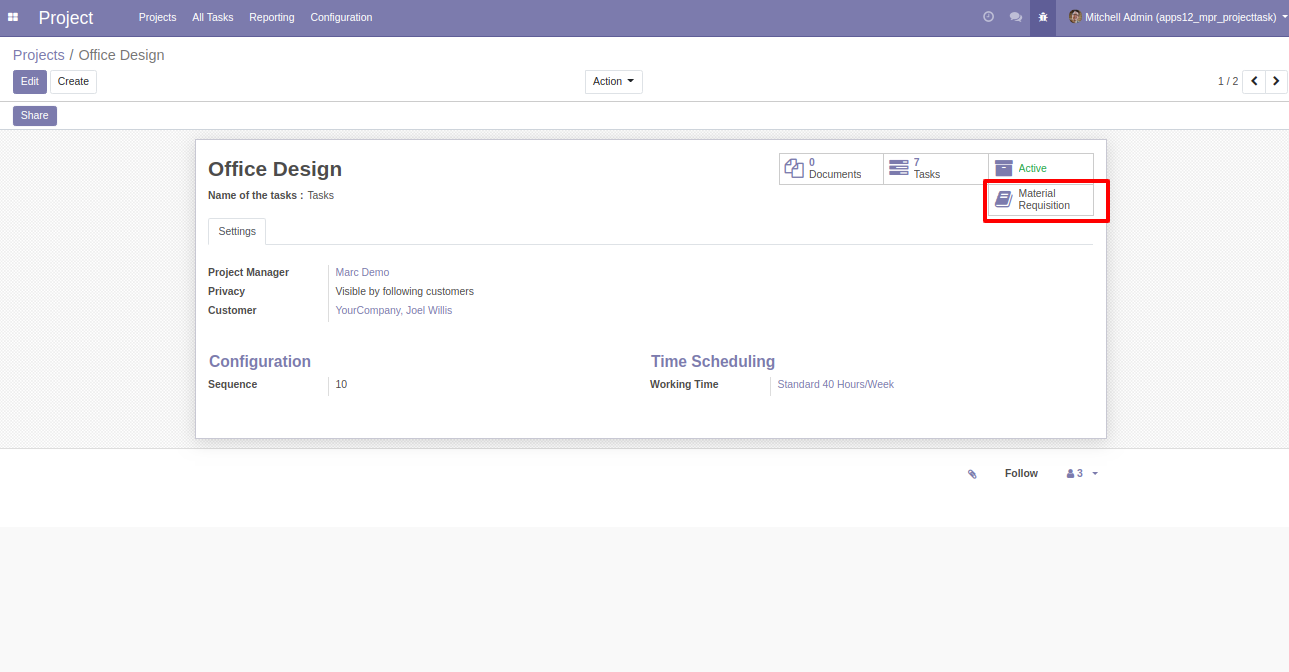 Project Projects All Tasks Reporting Configuration Mitchell Admin (apps12_mpr_projecttask)
Projects / Office Design
Edit Create Action 1 / 2
Share
Office Design
0 Documents
7 Tasks
Active
Name of the tasks : Tasks
Material
Requisition
Settings
Project Manager Marc Demo
Privacy Visible by following customers
Customer YourCompany, Joel Willis
Configuration Time Scheduling
Sequence 10 Working Time Standard 40 Hours/Week
Follow 3